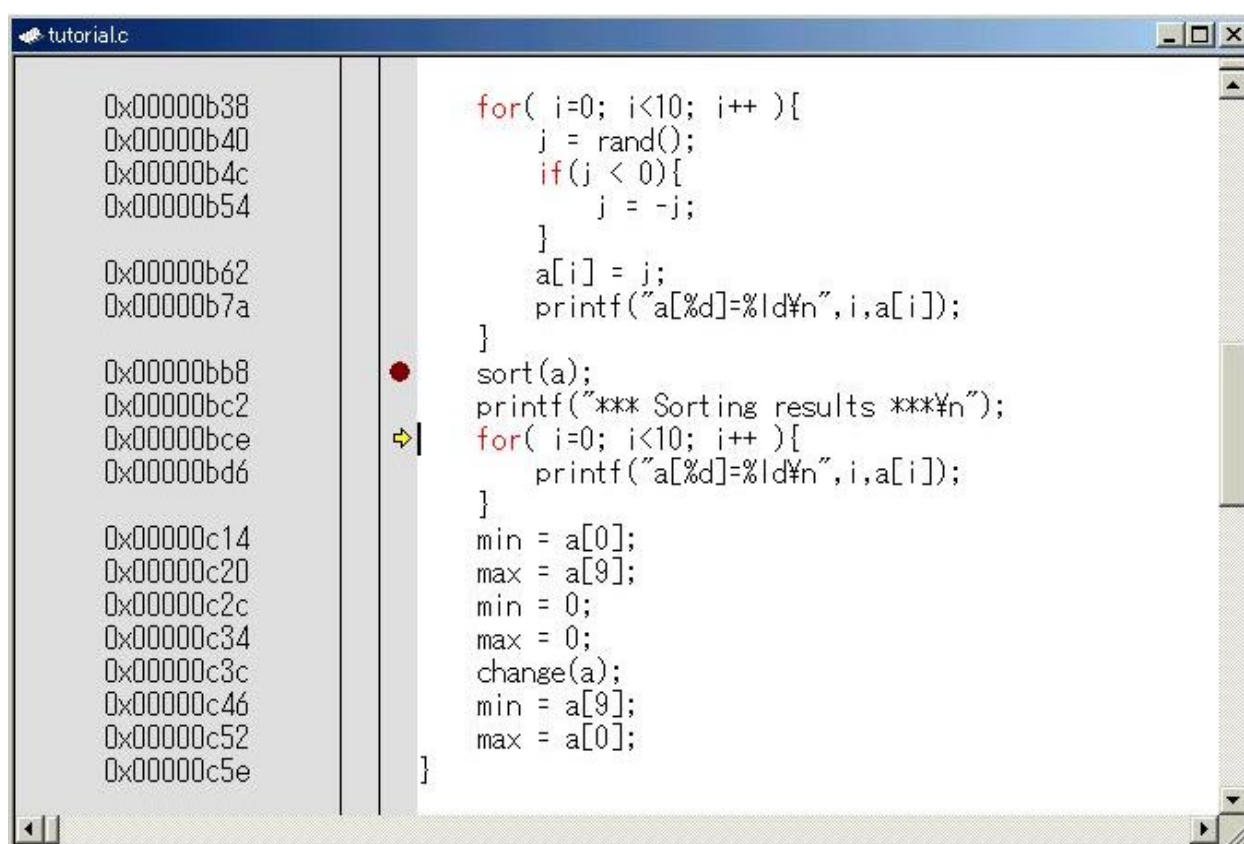 tutorial.c
0x00000b38 for( i=0; i<10; i++ ){
0x00000b40 j = rand();
0x00000b4c if(j < 0){
0x00000b54 j = -j;
}
0x00000b62 a[i] = j;
0x00000b7a printf("a[%d]=%ld¥n",i,a[i]);
}
0x00000bb8 sort(a);
0x00000bc2 printf("*** Sorting results ***¥n");
0x00000bce for( i=0; i<10; i++ ){
0x00000bd6 printf("a[%d]=%ld¥n",i,a[i]);
}
0x00000c14 min = a[0];
0x00000c20 max = a[9];
0x00000c2c min = 0;
0x00000c34 max = 0;
0x00000c3c change(a);
0x00000c46 min = a[9];
0x00000c52 max = a[0];
0x00000c5e }